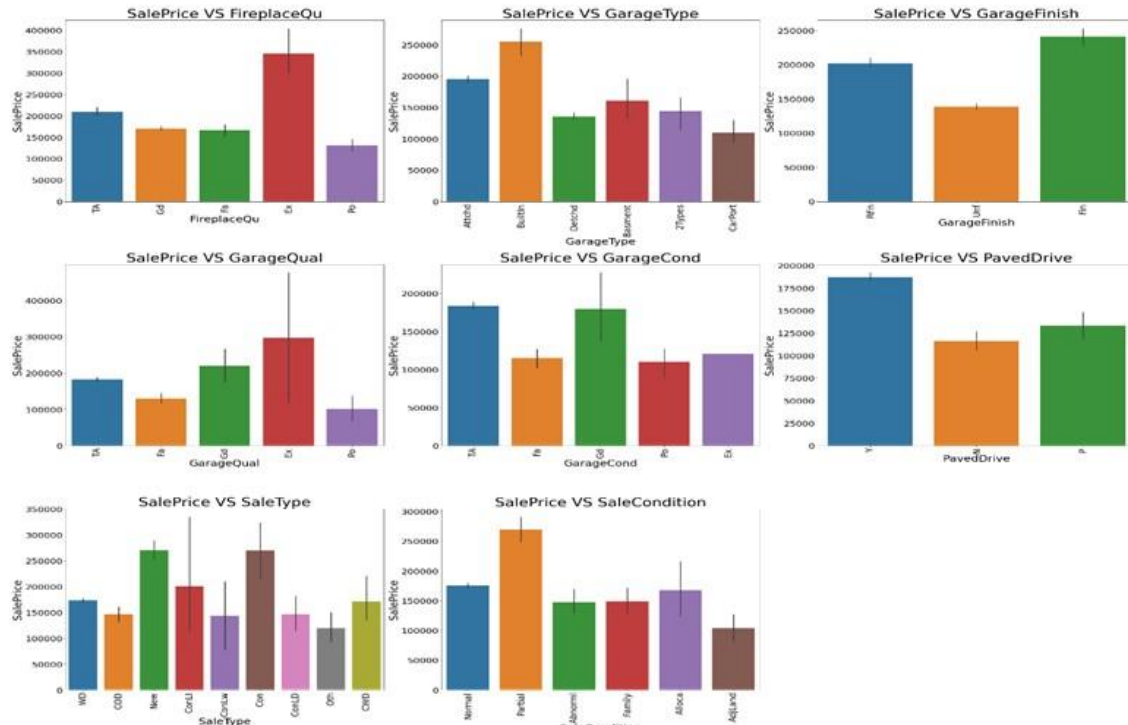 SalePrice VS FireplaceQu
400000
350000
300000
250000
200000
150000
100000
50000
0
SalePrice
TA Gd Fa Ex Po
FireplaceQu
SalePrice VS GarageType
250000
200000
150000
100000
50000
0
SalePrice
Attchd BuiltIn Detchd Basment 2Types CarPort
GarageType
SalePrice VS GarageFinish
200000
150000
100000
50000
0
SalePrice
RFn Unf Fin
GarageFinish
SalePrice VS GarageQual
400000
300000
200000
100000
0
SalePrice
TA Fa Gd Ex Po
GarageQual
SalePrice VS GarageCond
200000
150000
100000
50000
0
SalePrice
TA Fa Gd Po Ex
GarageCond
SalePrice VS PavedDrive
200000
175000
150000
125000
100000
75000
50000
25000
0
SalePrice
Y N P
PavedDrive
SalePrice VS SaleType
350000
300000
250000
200000
150000
100000
50000
0
SalePrice
WD COD New ConLI ConLw Con ConLD Oth CWD
SaleType
SalePrice VS SaleCondition
300000
250000
200000
150000
100000
50000
0
SalePrice
Normal Partial Abnorml Family Alloca AdjLand